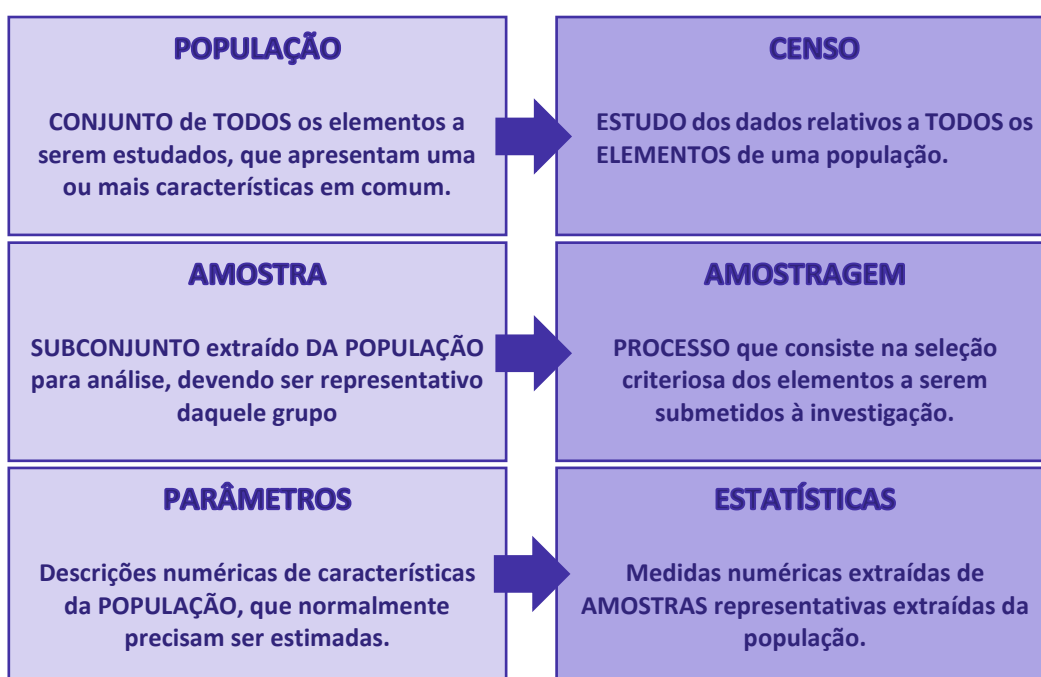 POPULAÇÃO
CONJUNTO de TODOS os elementos a
serem estudados, que apresentam uma
ou mais características em comum.
CENSO
ESTUDO dos dados relativos a TODOS os
ELEMENTOS de uma população.
AMOSTRA
SUBCONJUNTO extraído DA POPULAÇÃO
para análise, devendo ser representativo
daquele grupo
AMOSTRAGEM
PROCESSO que consiste na seleção
criteriosa dos elementos a serem
submetidos à investigação.
PARÂMETROS
Descrições numéricas de características
da POPULAÇÃO, que normalmente
precisam ser estimadas.
ESTATÍSTICAS
Medidas numéricas extraídas de
AMOSTRAS representativas extraídas da
população.